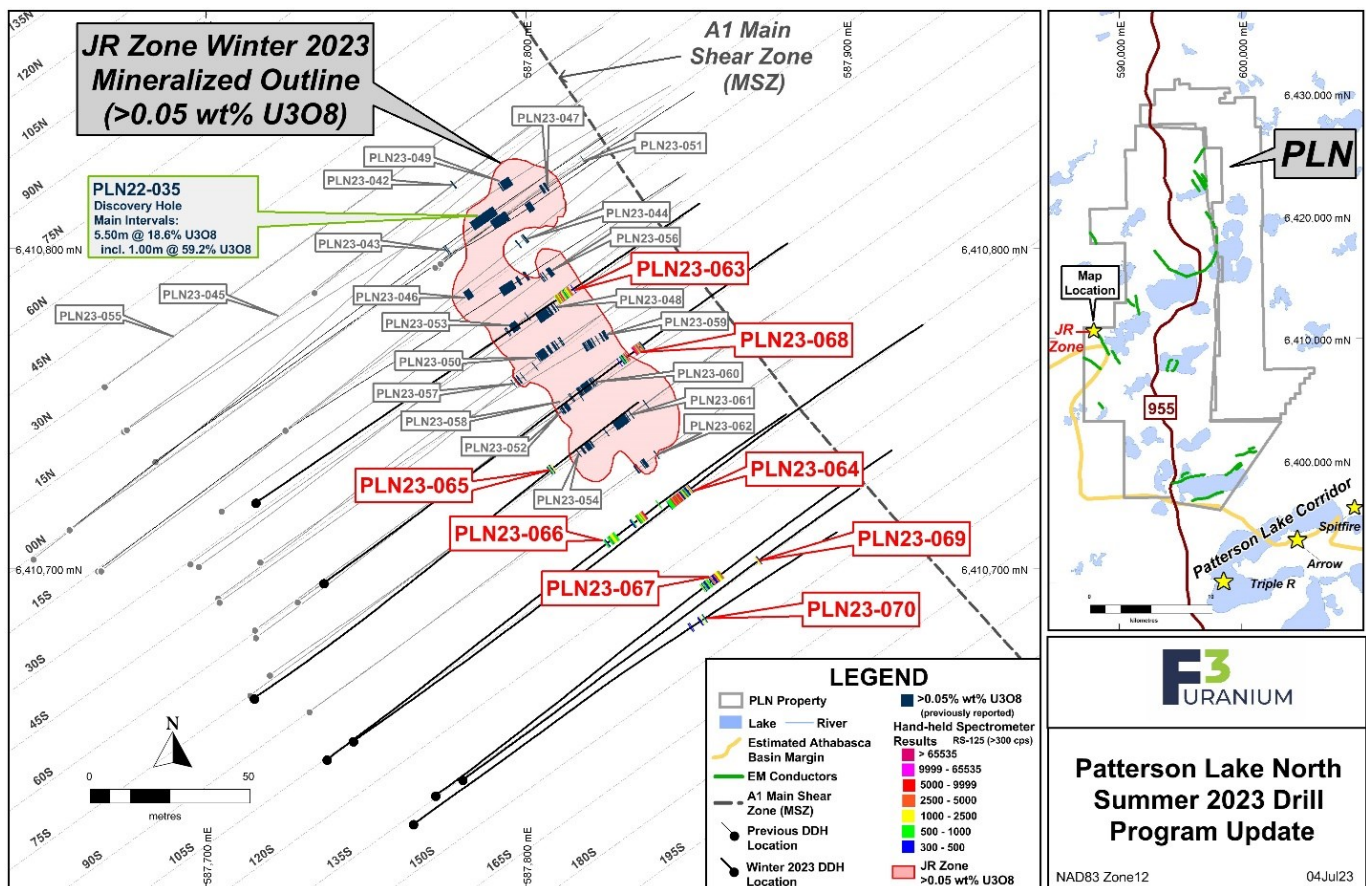 JR Zone Winter 2023
Mineralized Outline
(>0.05 wt% U3O8)
A1 Main
Shear Zone
(MSZ)
135N
120N
105N
90N
75N
60N
45N
30N
15N
00N
15S
30S
45S
60S
75S
90S
105S
120S
135S
150S
165S
180S
195S
587,800 mE
587,900 mE
587,700 mE
587,800 mE
6,410,800 mN
6,410,800 mN
6,410,700 mN
6,410,700 mN
PLN22-035
Discovery Hole
Main Intervals:
5.50m @ 18.6% U3O8
incl. 1.00m @ 59.2% U3O8
PLN23-047
PLN23-049
PLN23-051
PLN23-042
PLN23-044
PLN23-043
PLN23-056
PLN23-045
PLN23-063
PLN23-046
PLN23-048
PLN23-055
PLN23-053
PLN23-059
PLN23-068
PLN23-050
PLN23-060
PLN23-057
PLN23-061
PLN23-058
PLN23-052
PLN23-062
PLN23-065
PLN23-054
PLN23-064
PLN23-066
PLN23-069
PLN23-067
PLN23-070
N
0
50
metres
LEGEND
PLN Property
Lake
River
Estimated Athabasca
Basin Margin
EM Conductors
A1 Main Shear
Zone (MSZ)
Previous DDH
Location
Winter 2023 DDH
Location
>0.05% wt% U3O8
(previously reported)
Hand-held Spectrometer
Results RS-125 (>300 cps)
> 65535
9999 - 65535
5000 - 9999
2500 - 5000
1000 - 2500
500 - 1000
300 - 500
JR Zone
>0.05 wt% U3O8
590,000 mE
600,000 mE
6,430,000 mN
PLN
6,420,000 mN
Map
Location
JR
Zone
6,410,000 mN
955
6,400,000 mN
Patterson Lake Corridor
Spitfire
Arrow
Triple R
0
10
kilometres
F3
URANIUM
Patterson Lake North
Summer 2023 Drill
Program Update
NAD83 Zone12
04Jul23